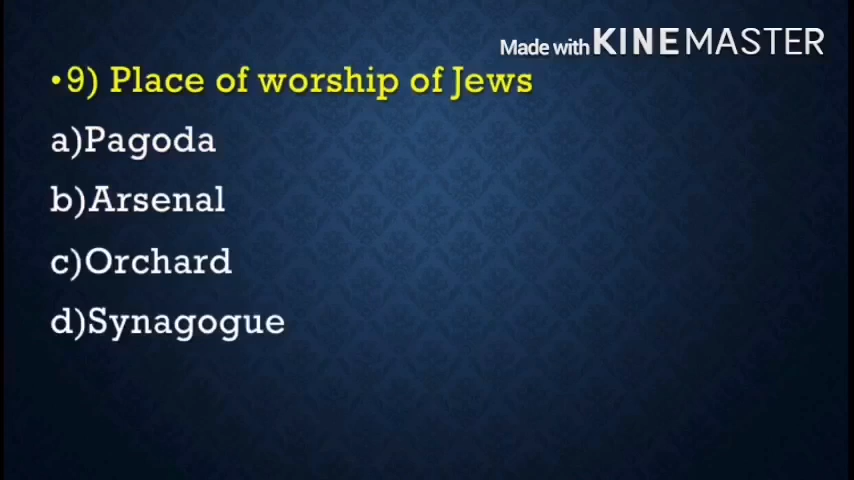 Made with KINEMASTER
•9) Place of worship of Jews
a)Pagoda
b)Arsenal
c)Orchard
d)Synagogue